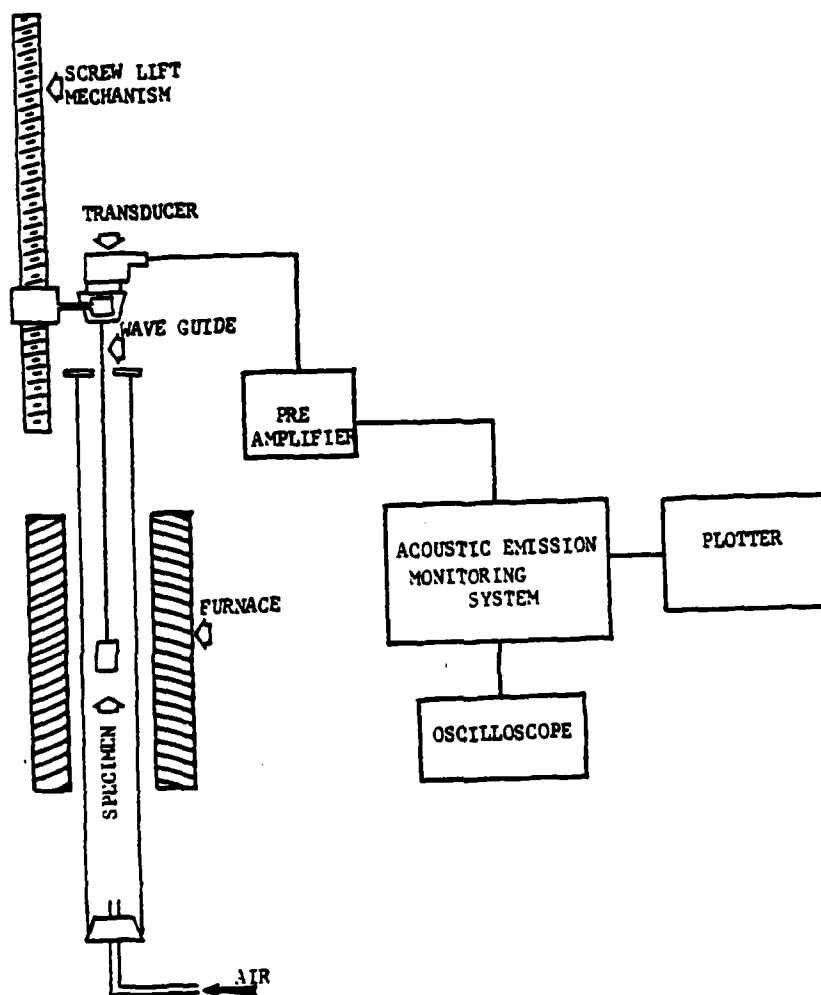 SCREW LIFT
MECHANISM
TRANSDUCER
WAVE GUIDE
PRE
AMPLIFIER
ACOUSTIC EMISSION
MONITORING
SYSTEM
PLOTTER
FURNACE
SPECIMEN
OSCILLOSCOPE
AIR